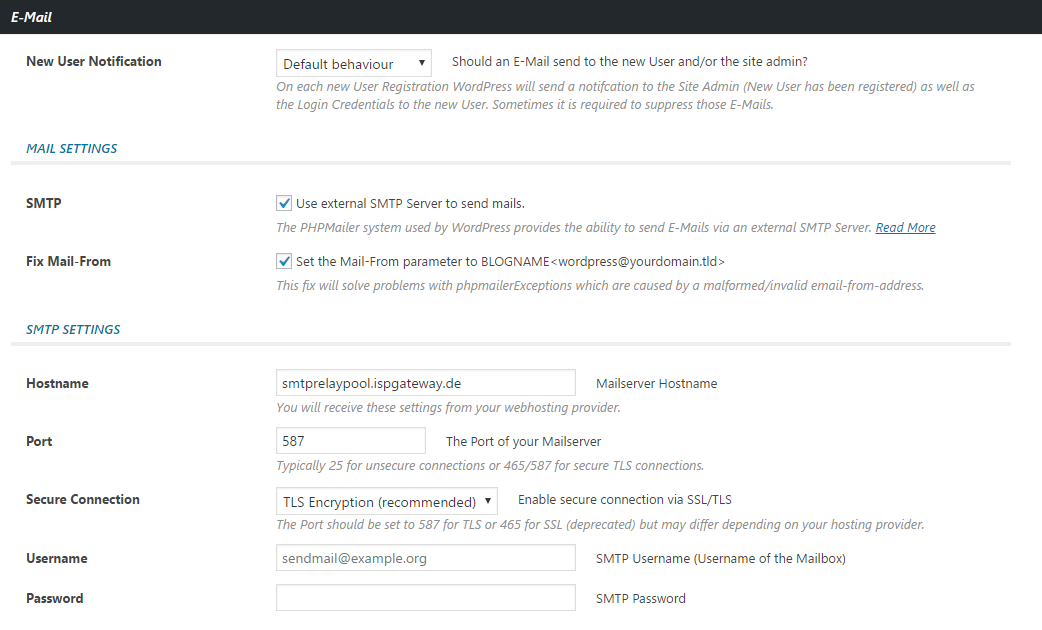 E-Mail
New User Notification
Default behaviour
Should an E-Mail send to the new User and/or the site admin?
On each new User Registration WordPress will send a notifcation to the Site Admin (New User has been registered) as well as
the Login Credentials to the new User. Sometimes it is required to suppress those E-Mails.
MAIL SETTINGS
SMTP
Use external SMTP Server to send mails.
The PHPMailer system used by WordPress provides the ability to send E-Mails via an external SMTP Server. Read More
Fix Mail-From
Set the Mail-From parameter to BLOGNAME<wordpress@yourdomain.tld>
This fix will solve problems with phpmailerExceptions which are caused by a malformed/invalid email-from-address.
SMTP SETTINGS
Hostname
smtprelaypool.ispgateway.de
Mailserver Hostname
You will receive these settings from your webhosting provider.
Port
587
The Port of your Mailserver
Typically 25 for unsecure connections or 465/587 for secure TLS connections.
Secure Connection
TLS Encryption (recommended)
Enable secure connection via SSL/TLS
The Port should be set to 587 for TLS or 465 for SSL (deprecated) but may differ depending on your hosting provider.
Username
sendmail@example.org
SMTP Username (Username of the Mailbox)
Password
SMTP Password